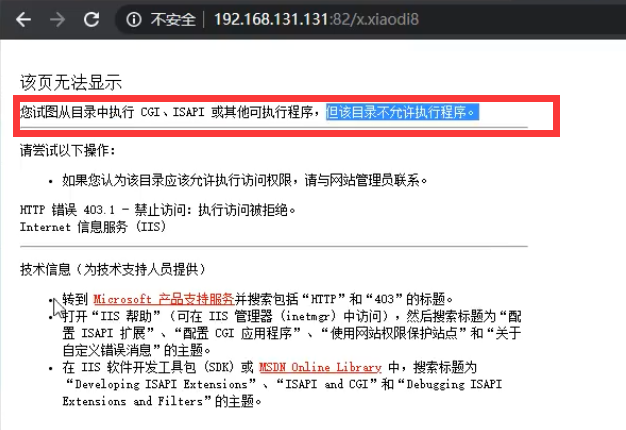 不安全 | 192.168.131.131:82/x.xiaodi8
该页无法显示
您试图从目录中执行 CGI、ISAPI 或其他可执行程序，但该目录不允许执行程序。
请尝试以下操作：
• 如果您认为该目录应该允许执行访问权限，请与网站管理员联系。
HTTP 错误 403.1 - 禁止访问：执行访问被拒绝。
Internet 信息服务 (IIS)
技术信息（为技术支持人员提供）
• 转到 Microsoft 产品支持服务并搜索包括“HTTP”和“403”的标题。
• 打开“IIS 帮助”（可在 IIS 管理器 (inetmgr) 中访问），然后搜索标题为“配
置 ISAPI 扩展”、“配置 CGI 应用程序”、“使用网站权限保护站点”和“关于
自定义错误消息”的主题。
• 在 IIS 软件开发工具包 (SDK) 或 MSDN Online Library 中，搜索标题为
“Developing ISAPI Extensions”、“ISAPI and CGI”和“Debugging ISAPI
Extensions and Filters”的主题。